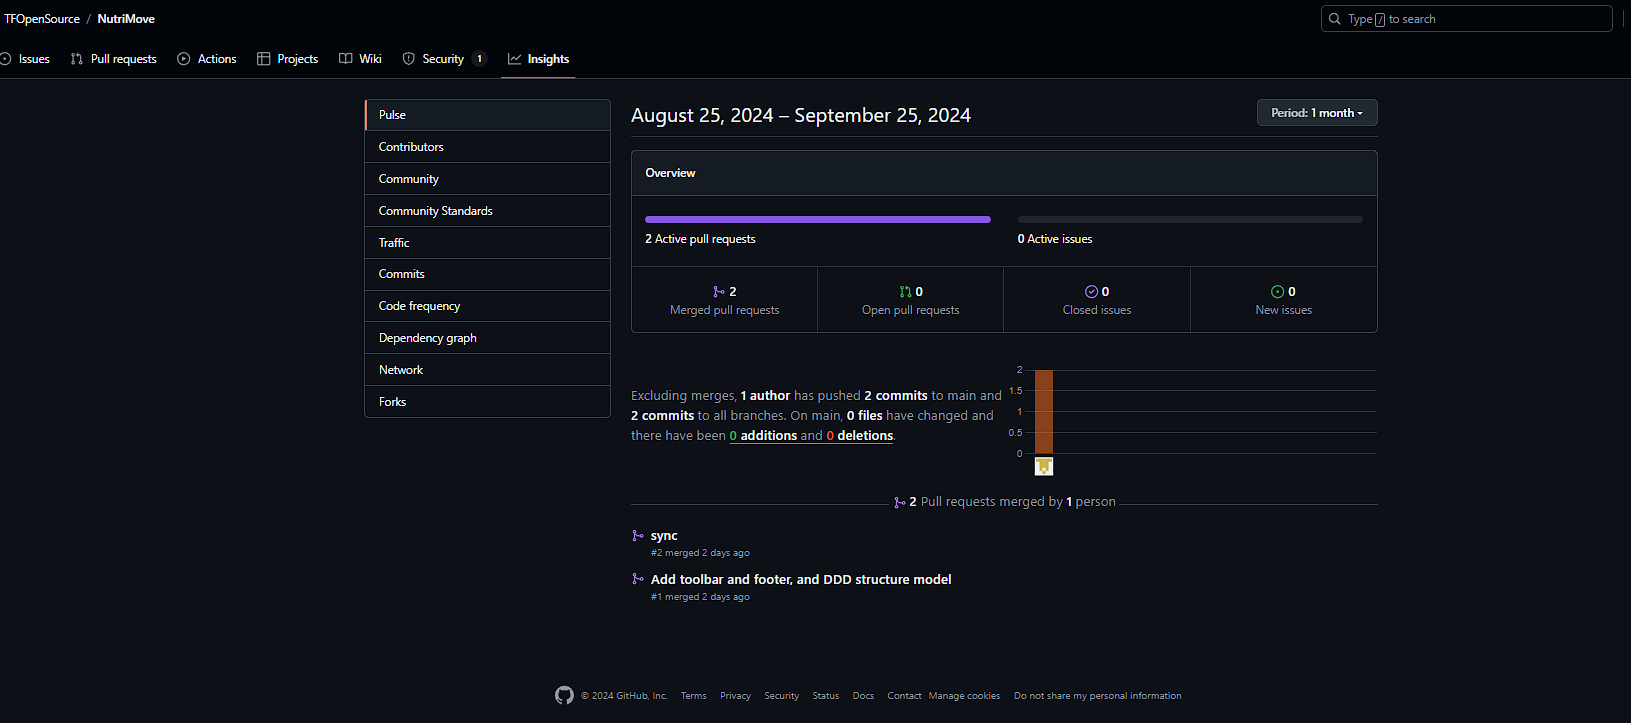 TFOpenSource / NutriMove
Type / to search
Issues Pull requests Actions Projects Wiki Security 1 Insights
Pulse
Contributors
Community
Community Standards
Traffic
Commits
Code frequency
Dependency graph
Network
Forks
August 25, 2024 – September 25, 2024
Period: 1 month
Overview
2 Active pull requests
0 Active issues
2
Merged pull requests
0
Open pull requests
0
Closed issues
0
New issues
Excluding merges, 1 author has pushed 2 commits to main and
2 commits to all branches. On main, 0 files have changed and
there have been 0 additions and 0 deletions.
2
1.5
1
0.5
0
2 Pull requests merged by 1 person
sync
#2 merged 2 days ago
Add toolbar and footer, and DDD structure model
#1 merged 2 days ago
© 2024 GitHub, Inc. Terms Privacy Security Status Docs Contact Manage cookies Do not share my personal information